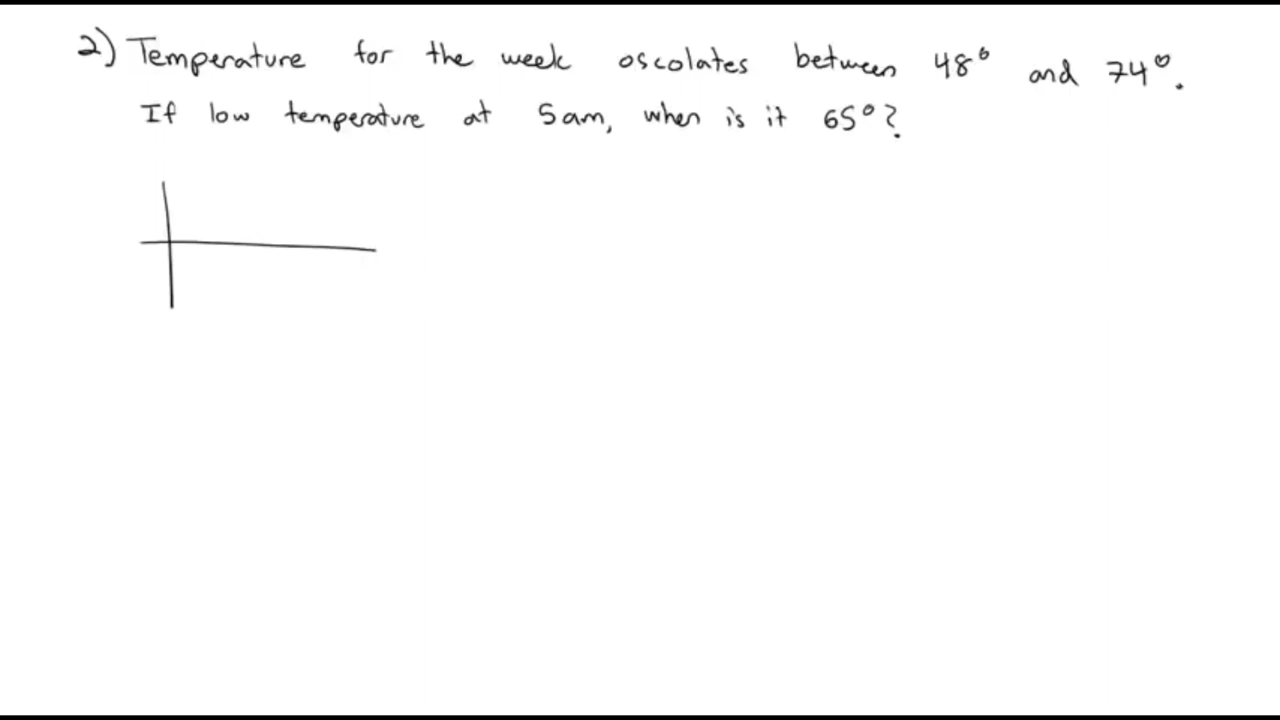 2) Temperature for the week oscolates between 48° and 74°.
If low temperature at 5am, when is it 65°?